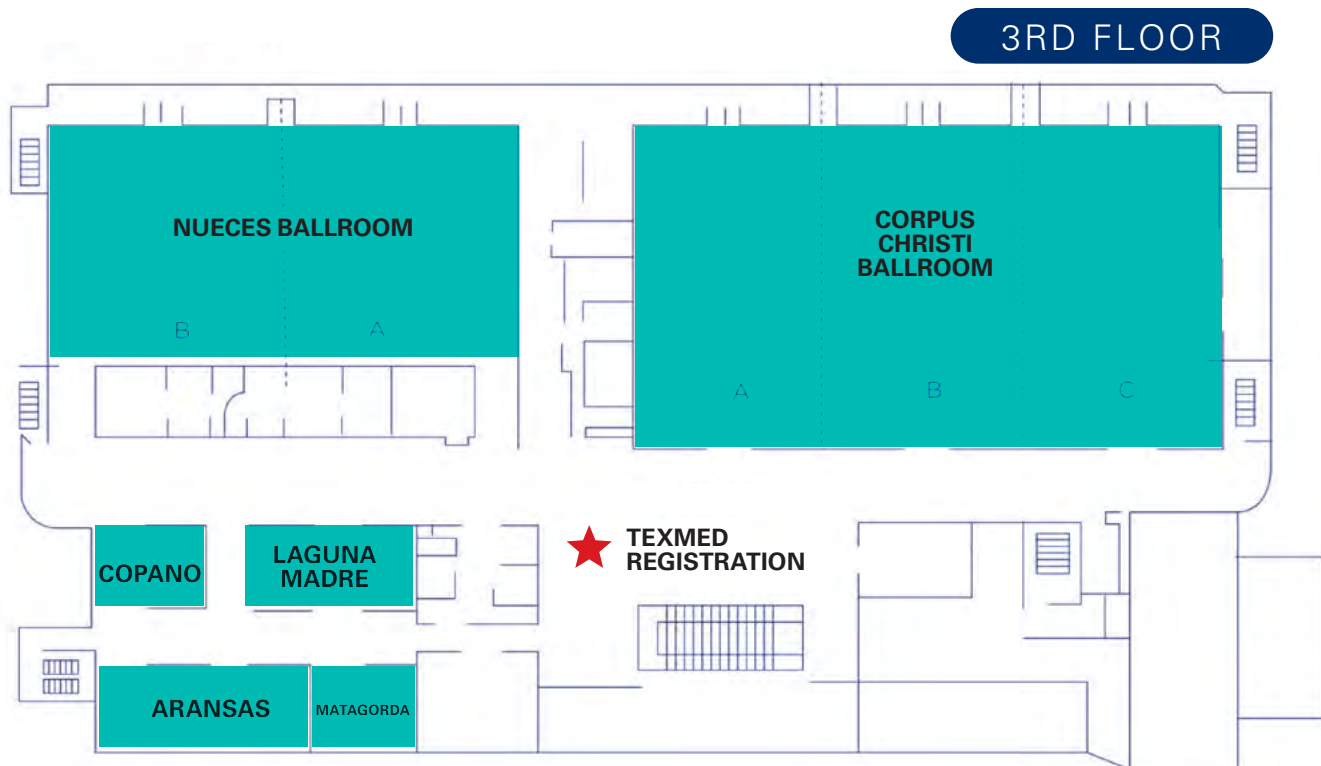 3RD FLOOR
NUECES BALLROOM
B
A
CORPUS
CHRISTI
BALLROOM
A
B
C
COPANO
LAGUNA
MADRE
TEXMED
REGISTRATION
ARANSAS
MATAGORDA